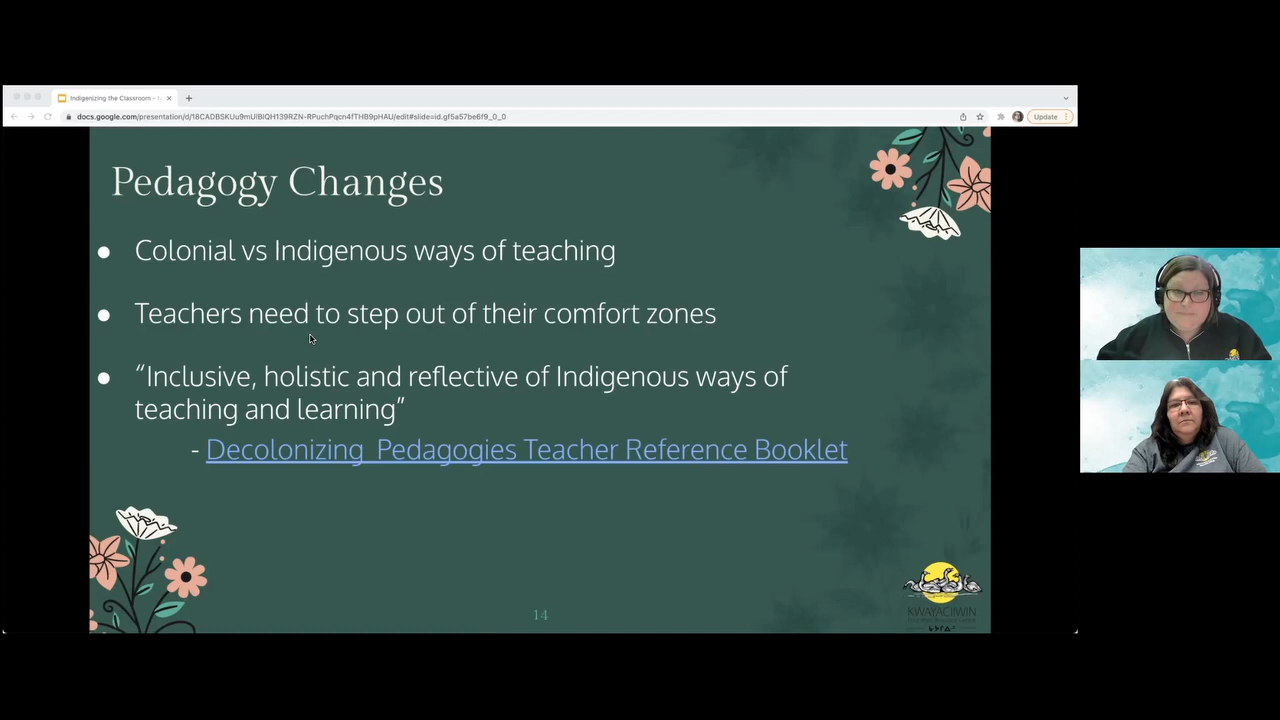 Indigenizing the Classroom -
docs.google.com/presentation/d/18CADBSKUu9mUlBIQH139RZN-RPuchPqcn4fTHB9pHAU/edit#slide=id.gf5a57be6f9_0_0
Update
Pedagogy Changes
● Colonial vs Indigenous ways of teaching
● Teachers need to step out of their comfort zones
● “Inclusive, holistic and reflective of Indigenous ways of
teaching and learning”
- Decolonizing Pedagogies Teacher Reference Booklet
14
KWAYACIIWIN